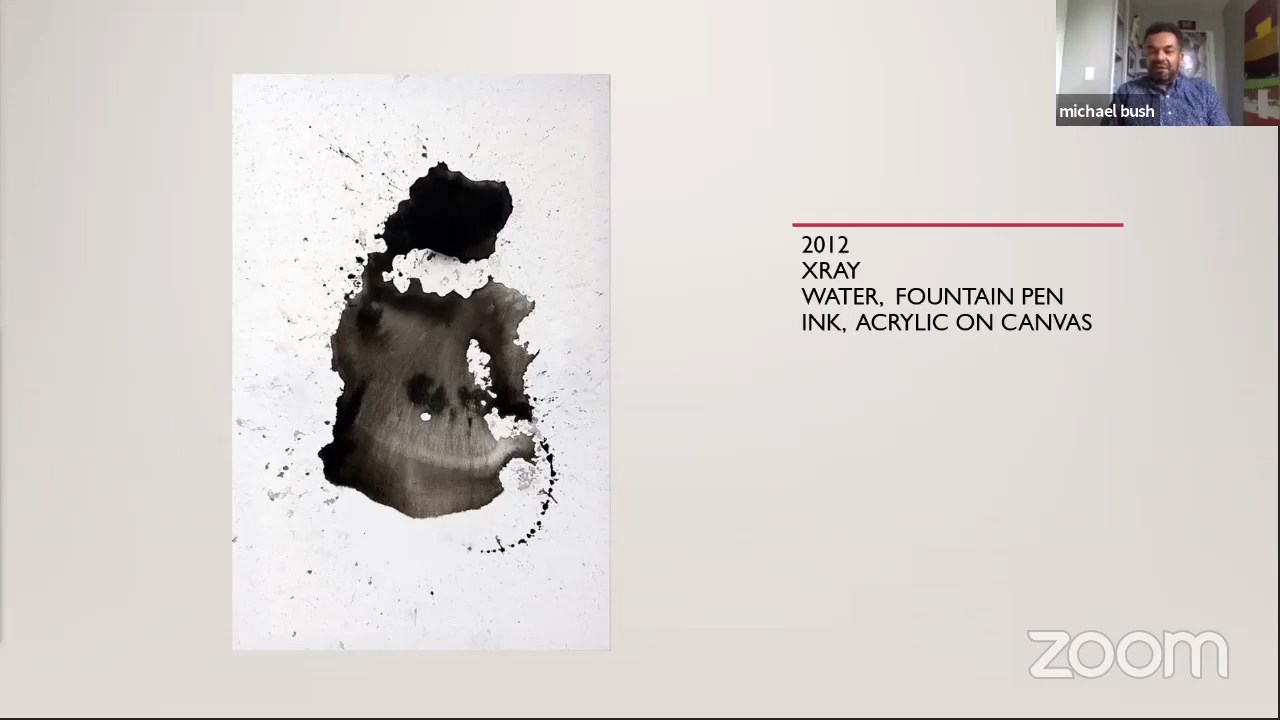 michael bush
2012
XRAY
WATER, FOUNTAIN PEN
INK, ACRYLIC ON CANVAS
zoom